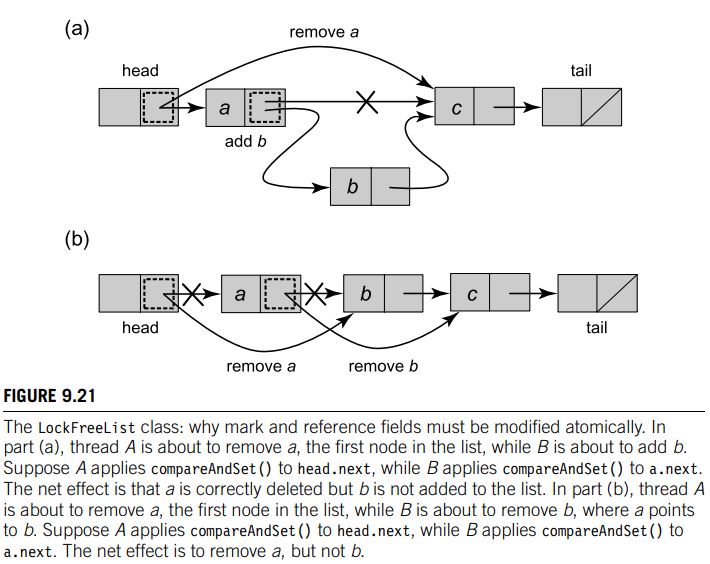 (a)
remove a
head
tail
a
c
add b
b
(b)
a
b
c
head
tail
remove a
remove b
FIGURE 9.21
The LockFreeList class: why mark and reference fields must be modified atomically. In
part (a), thread A is about to remove a, the first node in the list, while B is about to add b.
Suppose A applies compareAndSet() to head.next, while B applies compareAndSet() to a.next.
The net effect is that a is correctly deleted but b is not added to the list. In part (b), thread A
is about to remove a, the first node in the list, while B is about to remove b, where a points
to b. Suppose A applies compareAndSet() to head.next, while B applies compareAndSet() to
a.next. The net effect is to remove a, but not b.